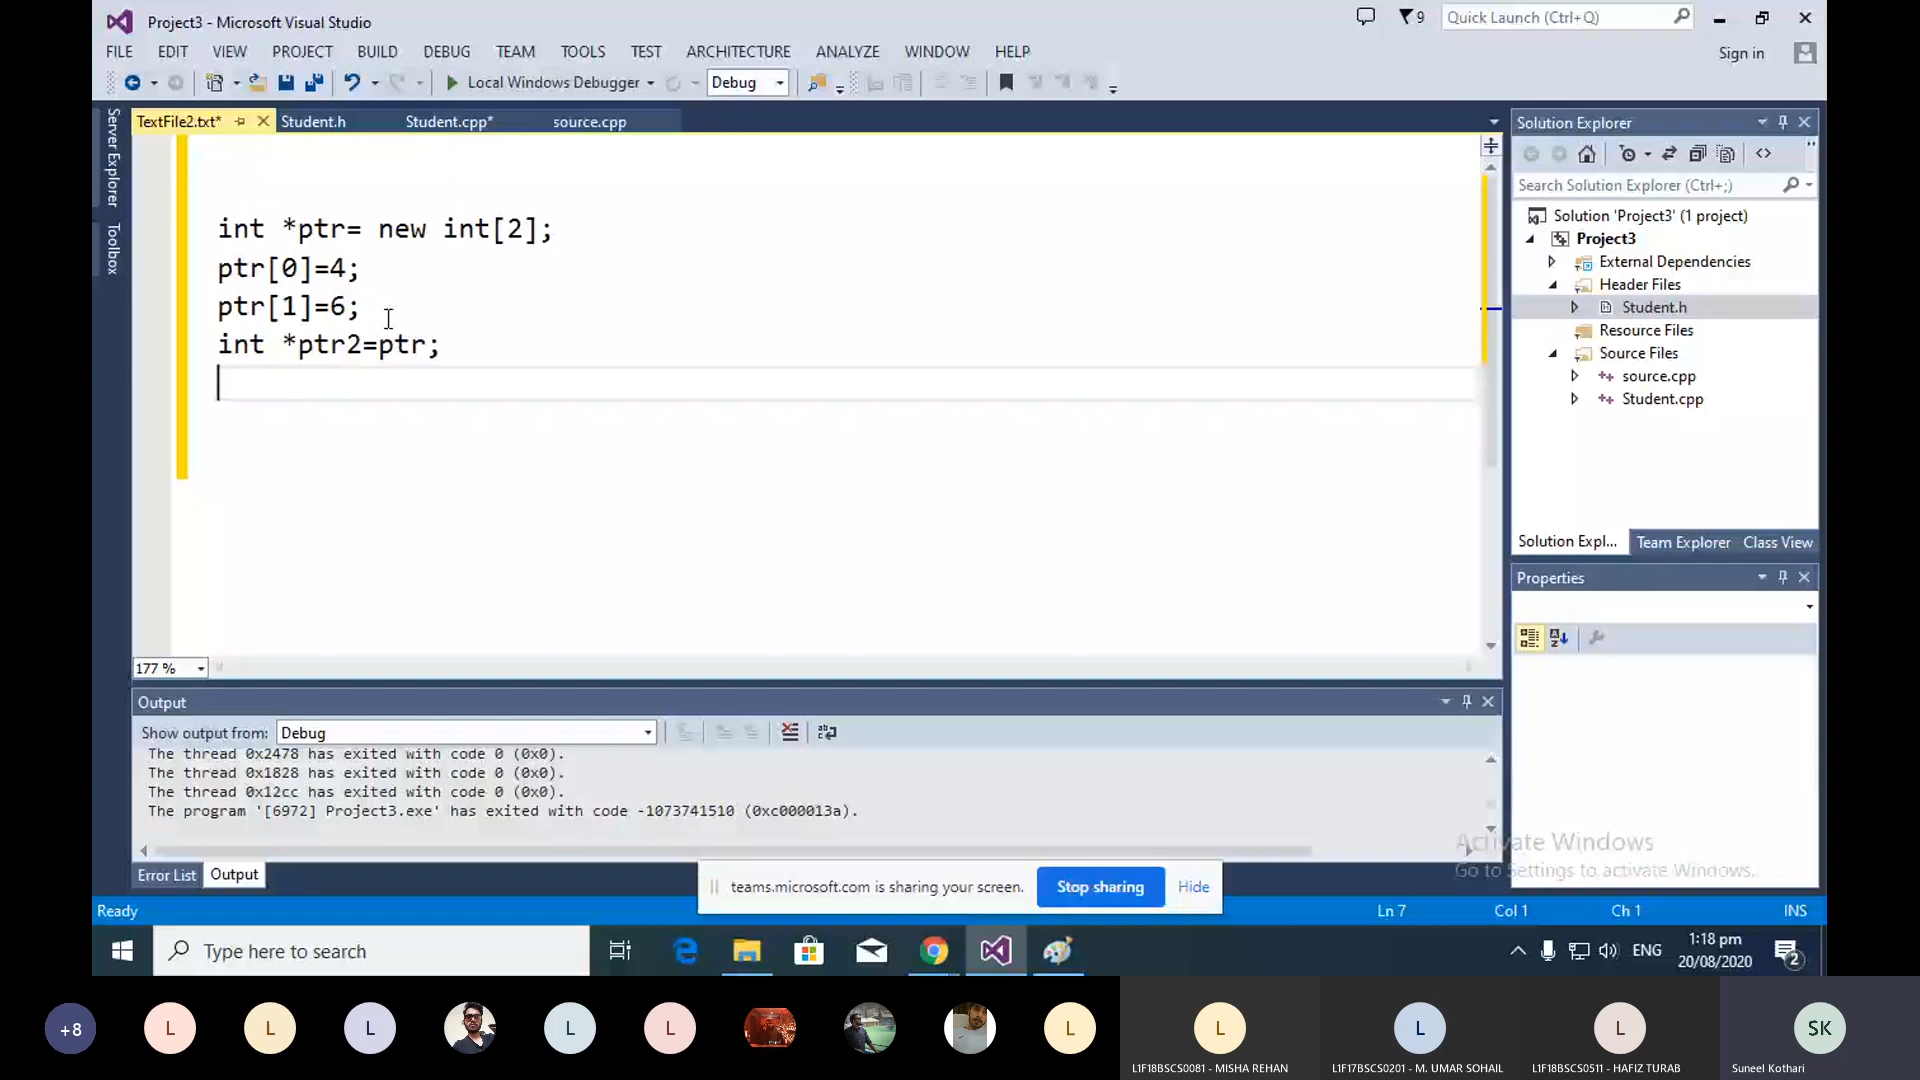 Project3 - Microsoft Visual Studio
9
Quick Launch (Ctrl+Q)
FILE EDIT VIEW PROJECT BUILD DEBUG TEAM TOOLS TEST ARCHITECTURE ANALYZE WINDOW HELP
Sign in
Local Windows Debugger
Debug
Server Explorer
Toolbox
TextFile2.txt* Student.h Student.cpp* source.cpp
int *ptr= new int[2];
ptr[0]=4;
ptr[1]=6;
int *ptr2=ptr;
177 %
Solution Explorer
Search Solution Explorer (Ctrl+;)
Solution 'Project3' (1 project)
Project3
External Dependencies
Header Files
Student.h
Resource Files
Source Files
source.cpp
Student.cpp
Solution Expl... Team Explorer Class View
Properties
Output
Show output from: Debug
The thread 0x2478 has exited with code 0 (0x0).
The thread 0x1828 has exited with code 0 (0x0).
The thread 0x12cc has exited with code 0 (0x0).
The program '[6972] Project3.exe' has exited with code -1073741510 (0xc000013a).
Activate Windows
Go to Settings to activate Windows.
Error List Output
teams.microsoft.com is sharing your screen. Stop sharing Hide
Ready Ln 7 Col 1 Ch 1 INS
Type here to search
ENG
1:18 pm
20/08/2020
2
+8 L L L L L L L L L SK
L1F18BSCS0081 - MISHA REHAN
L1F17BSCS0201 - M. UMAR SOHAIL
L1F18BSCS0511 - HAFIZ TURAB
Suneel Kothari